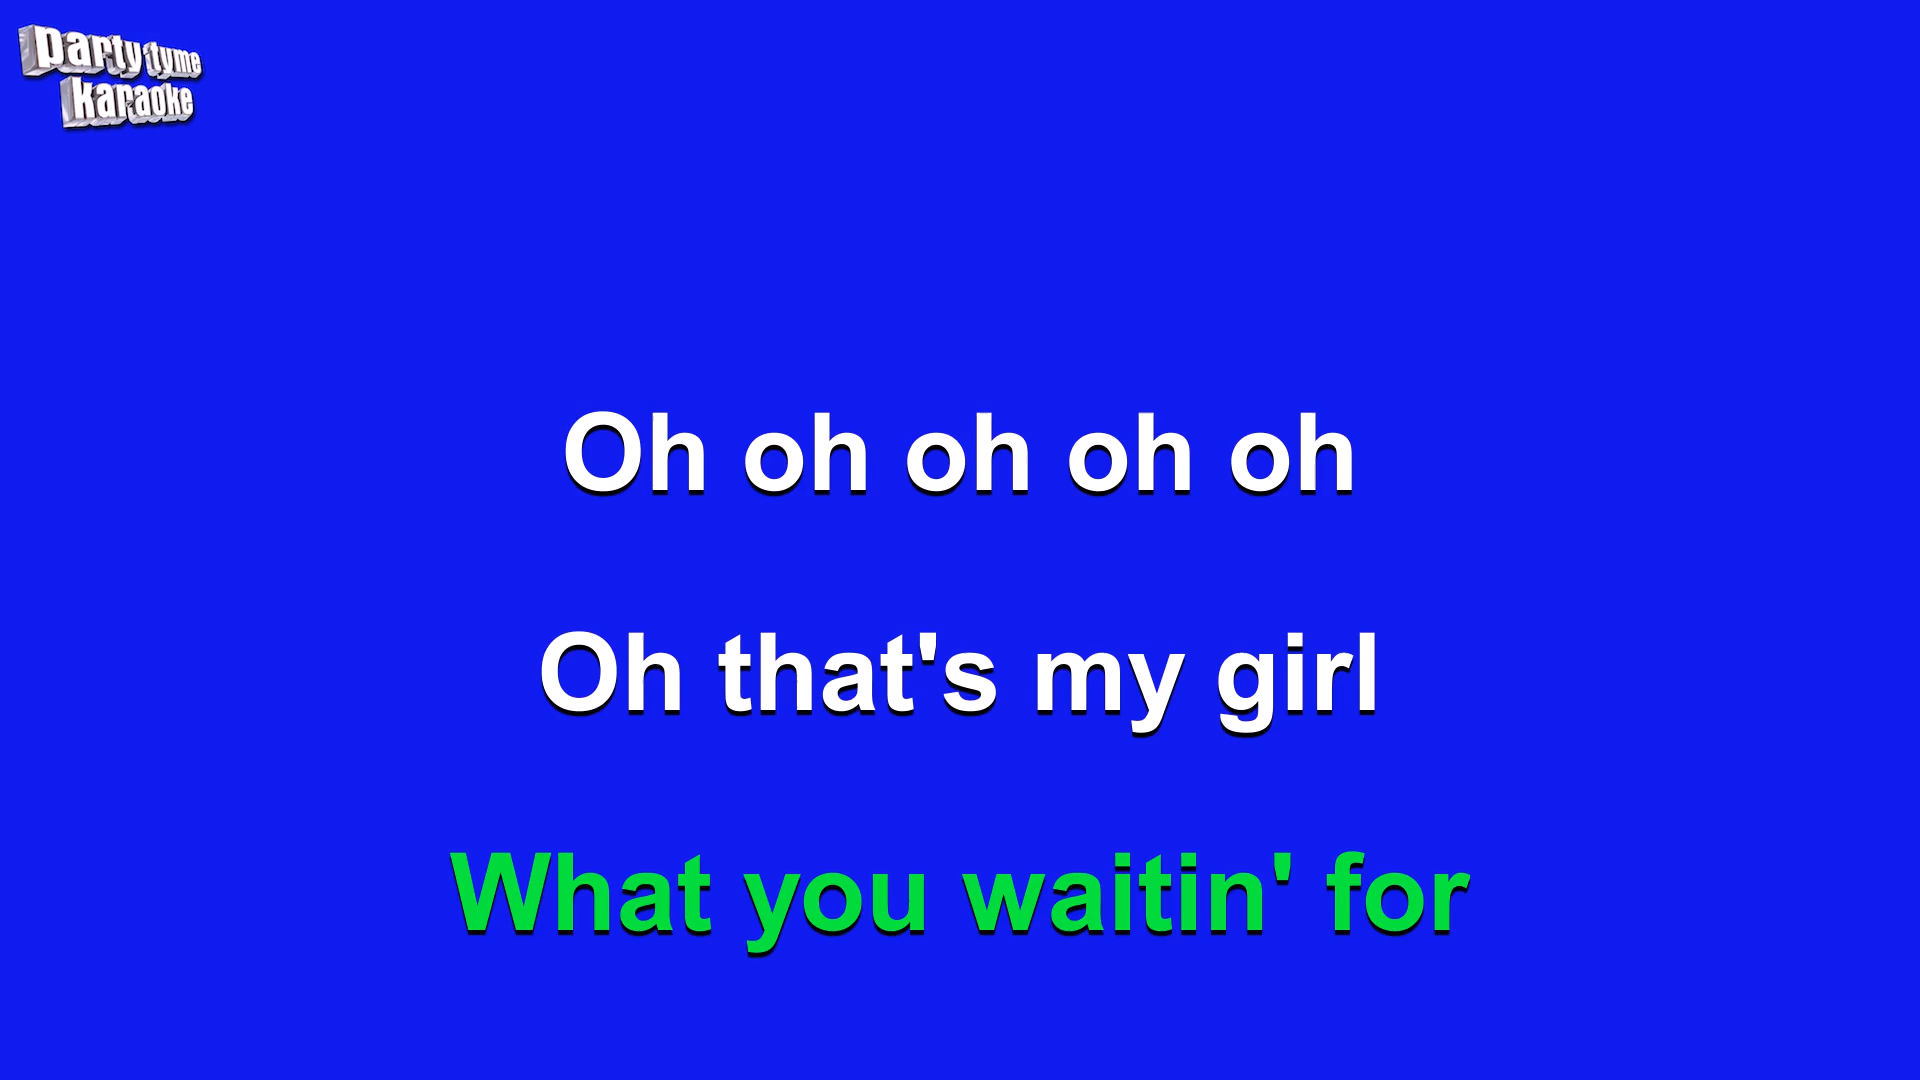 party tyme
karaoke
Oh oh oh oh oh
Oh that's my girl
What you waitin' for